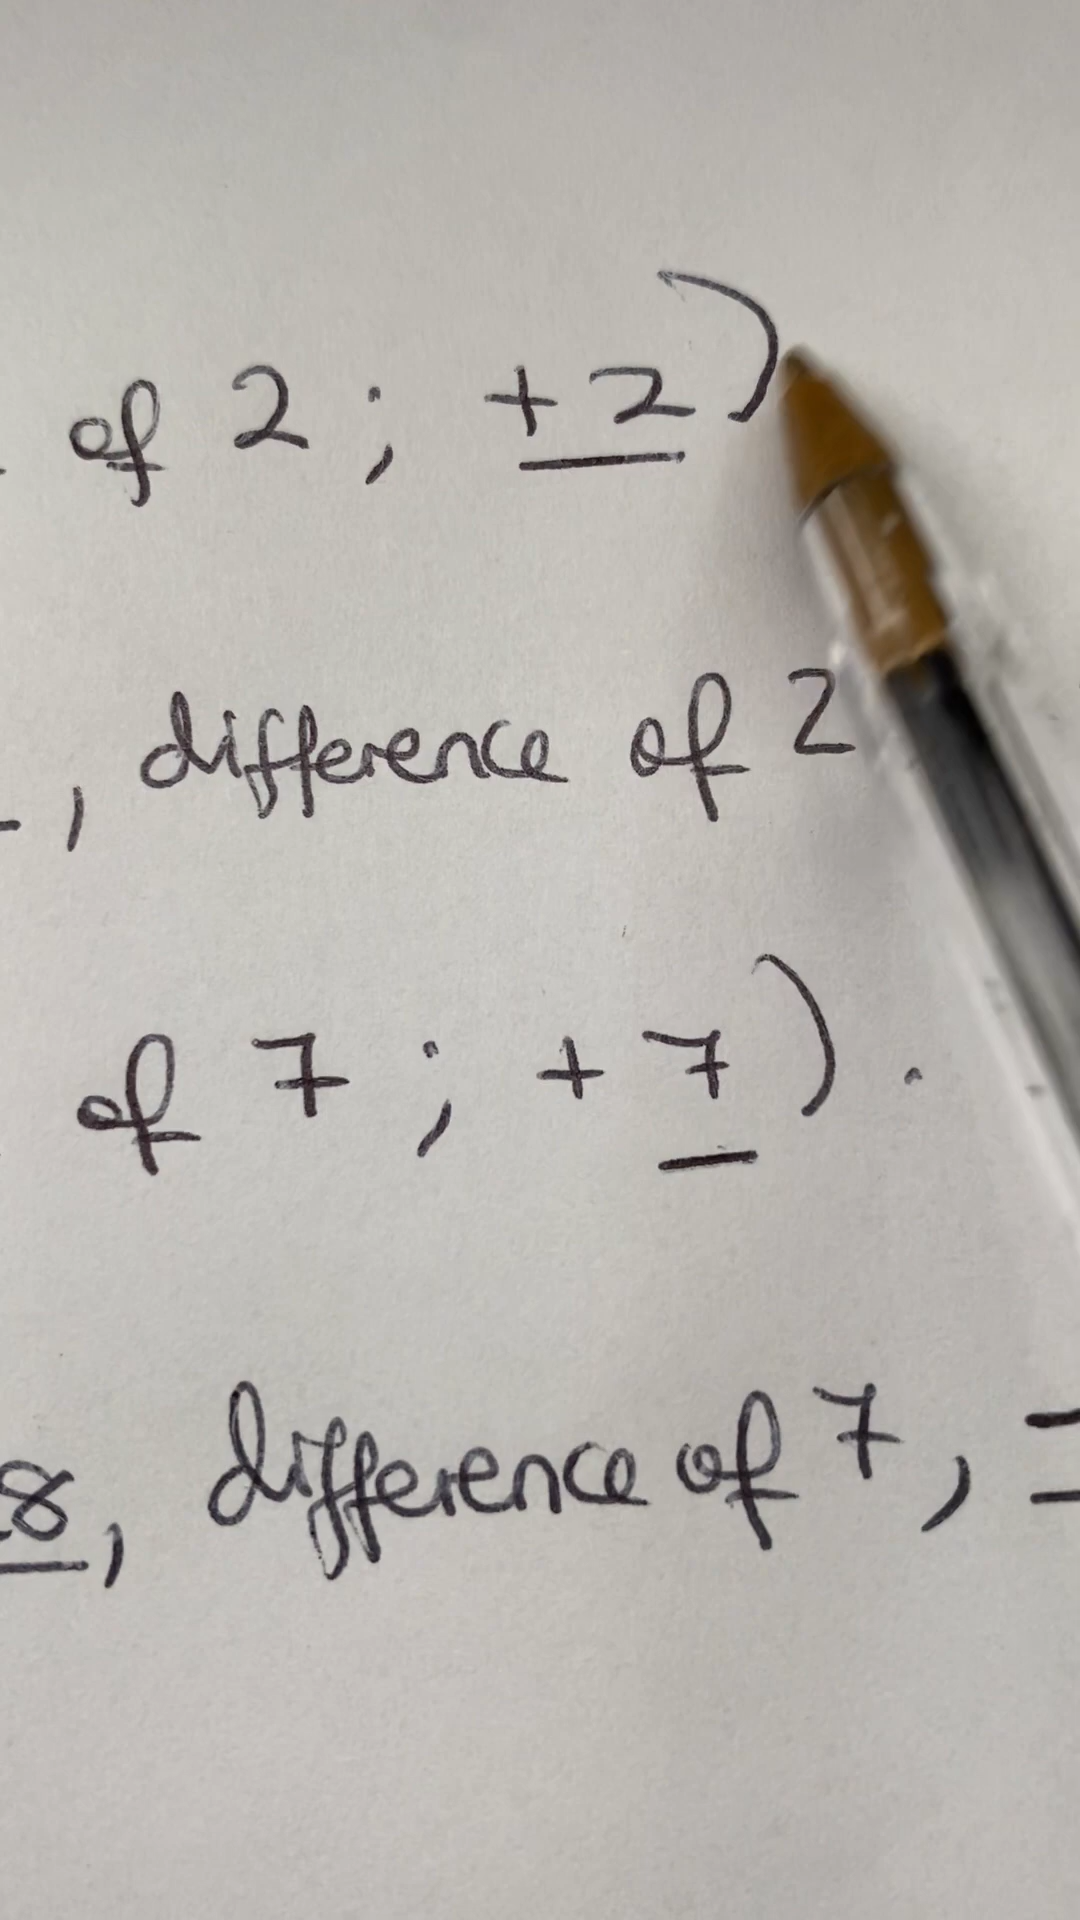 of 2 ; + 2)
, difference of 2
of 7 ; + 7) .
8, difference of 7, =